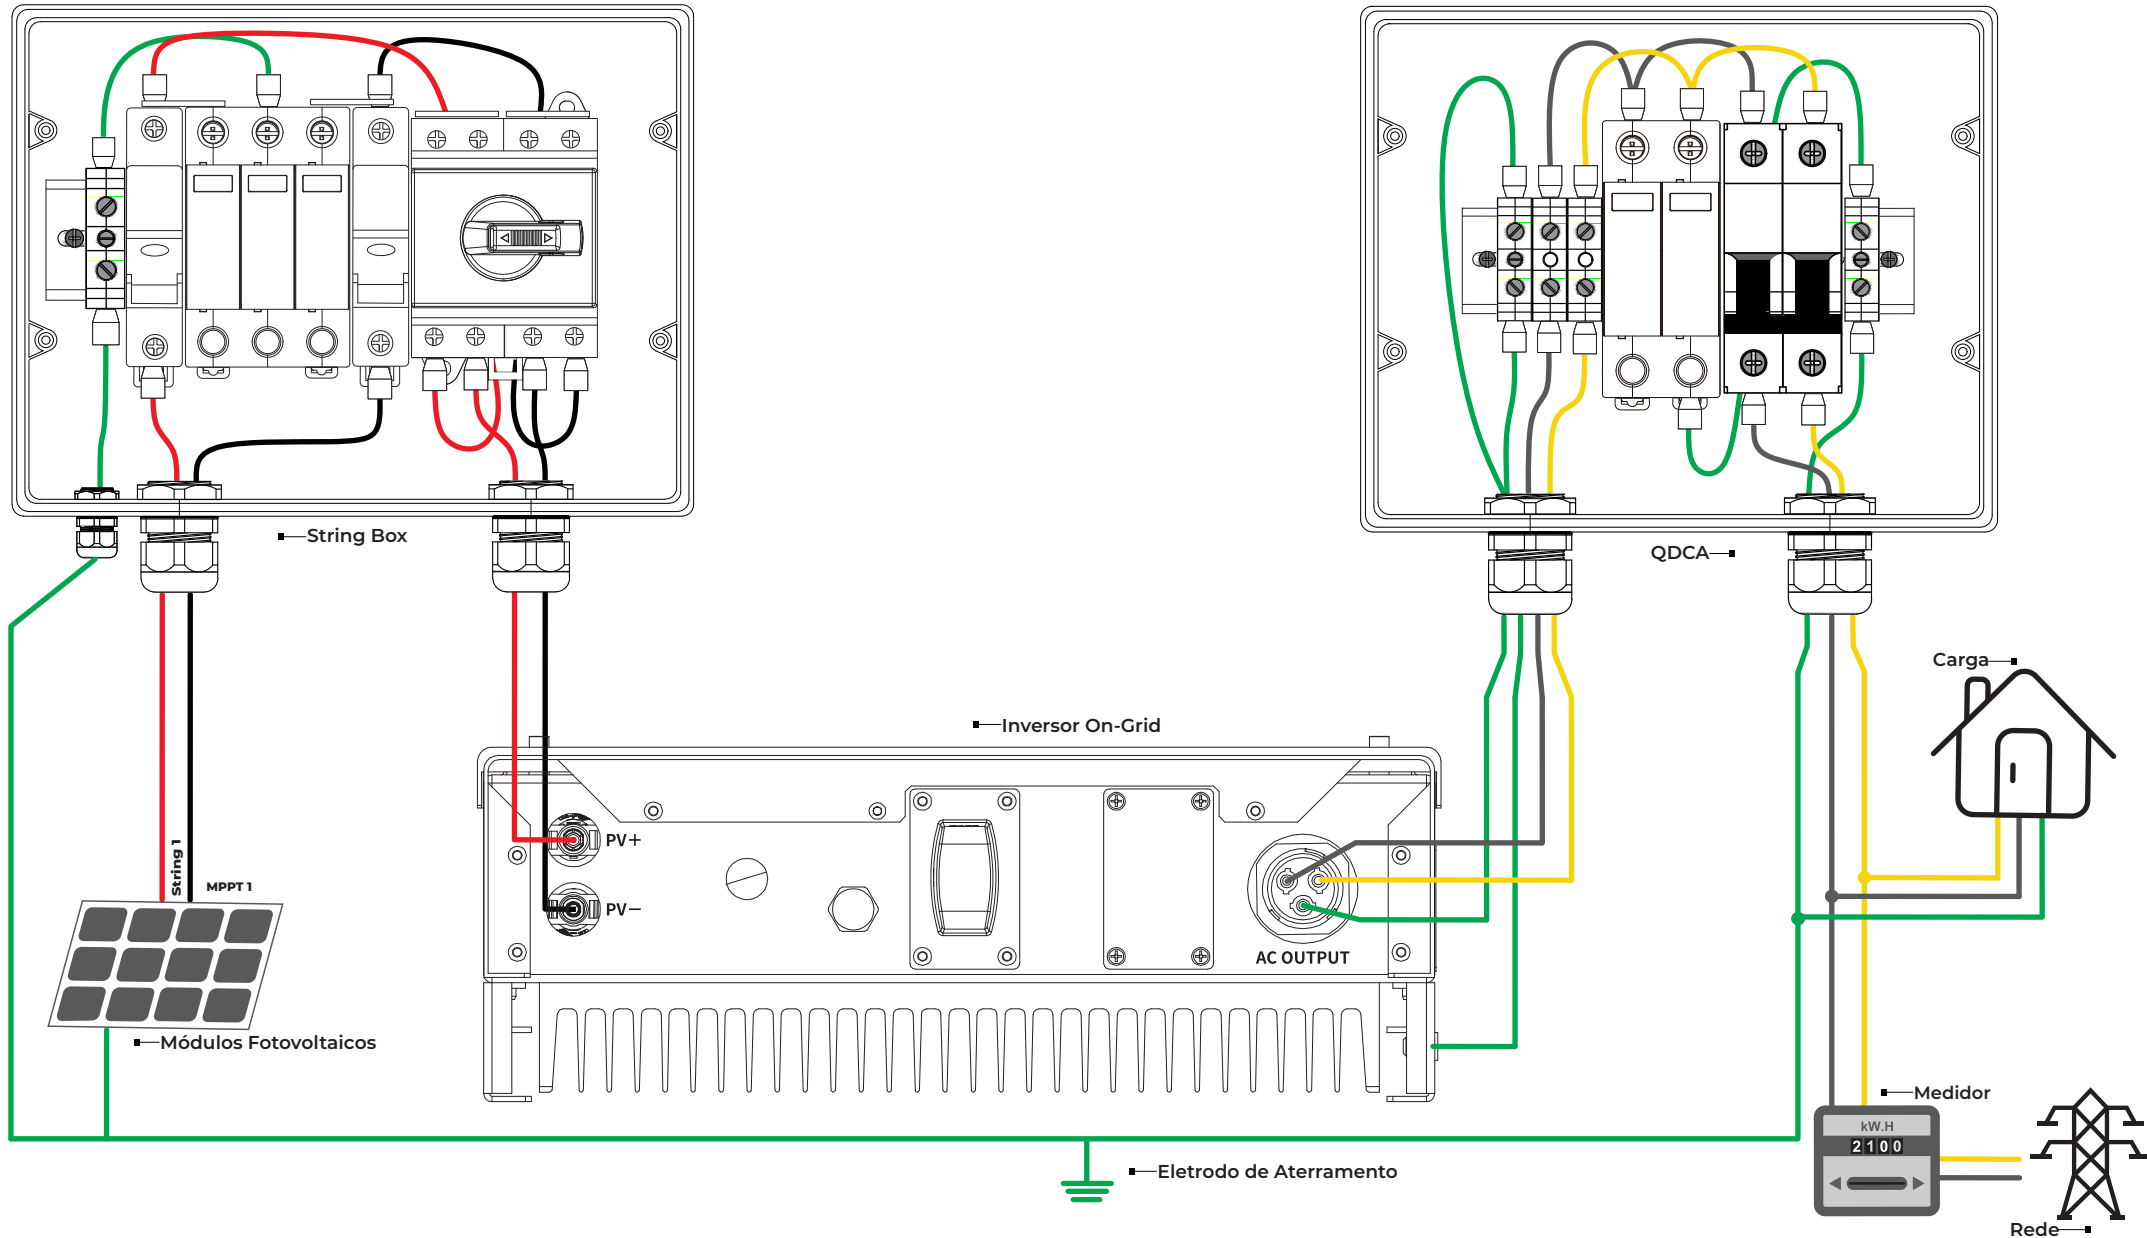 String Box
QDCA
Carga
Inversor On-Grid
PV+
String 1
MPPT 1
PV−
AC OUTPUT
Módulos Fotovoltaicos
Medidor
kW.H
2100
Eletrodo de Aterramento
Rede